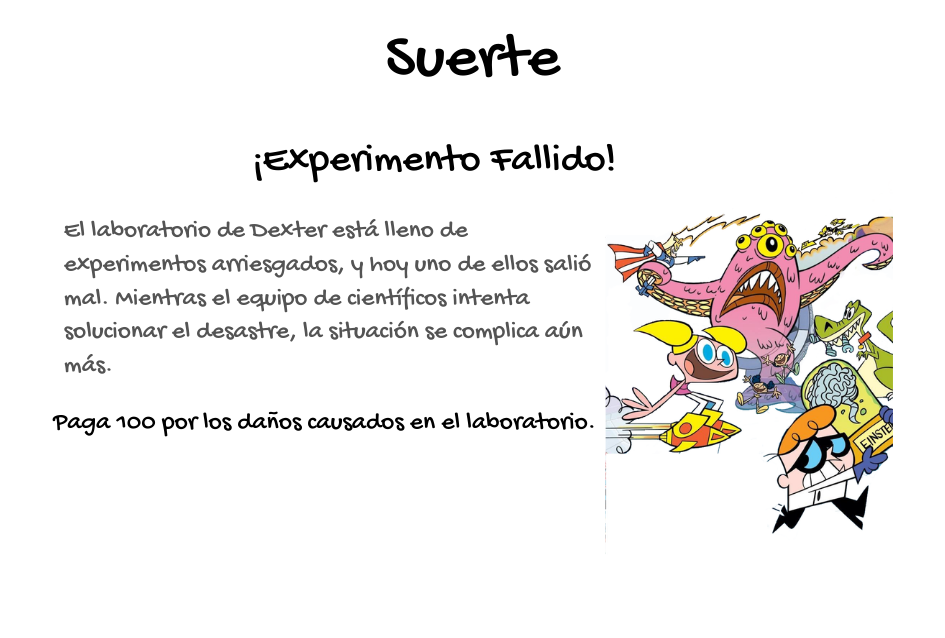 Suerte
¡Experimento Fallido!
El laboratorio de Dexter está lleno de
experimentos arriesgados, y hoy uno de ellos salió
mal. Mientras el equipo de científicos intenta
solucionar el desastre, la situación se complica aún
más.
Paga 100 por los daños causados en el laboratorio.